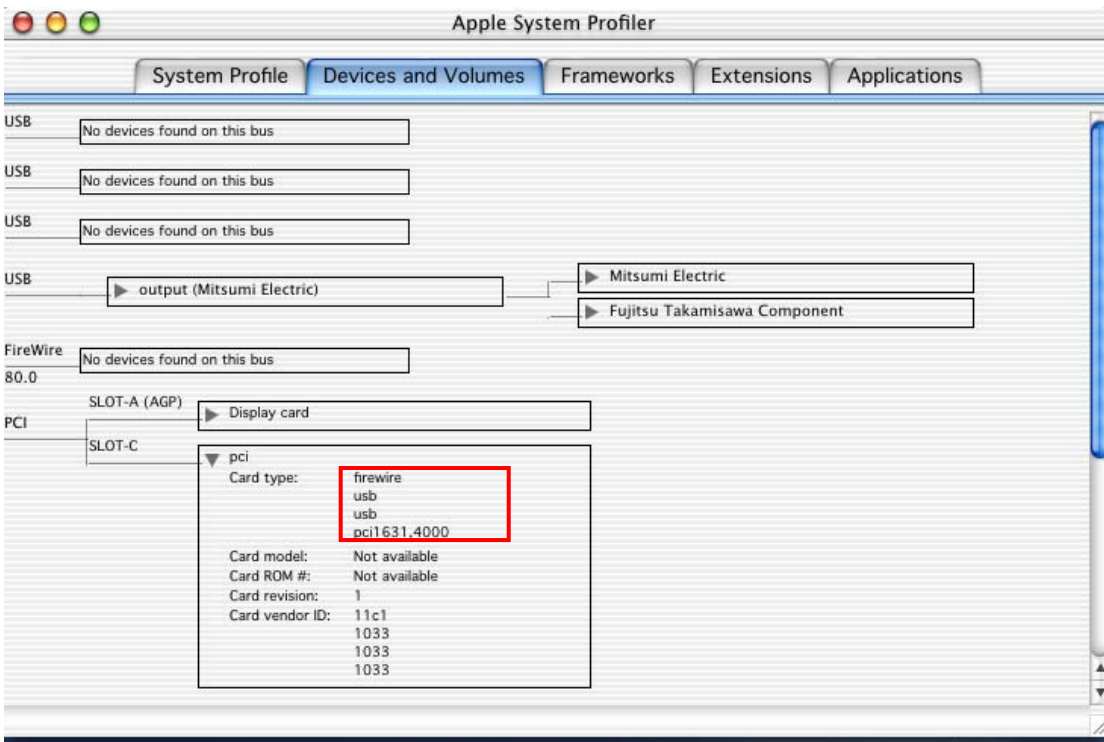 Apple System Profiler
System Profile Devices and Volumes Frameworks Extensions Applications
USB
No devices found on this bus
USB
No devices found on this bus
USB
No devices found on this bus
USB
output (Mitsumi Electric)
Mitsumi Electric
Fujitsu Takamisawa Component
FireWire
80.0
No devices found on this bus
PCI
SLOT-A (AGP)
Display card
SLOT-C
pci
Card type: firewire
usb
usb
pci1631,4000
Card model: Not available
Card ROM #: Not available
Card revision: 1
Card vendor ID: 11c1
1033
1033
1033